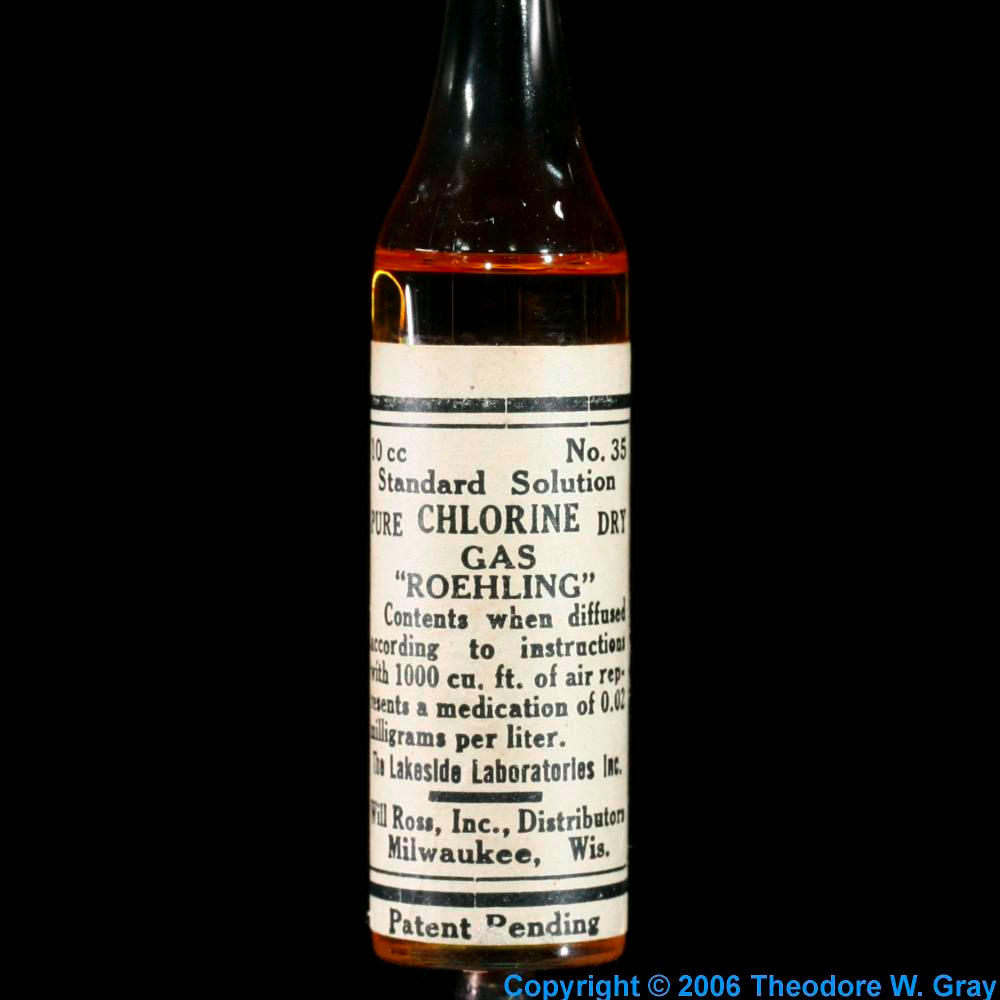 10 cc No. 35
Standard Solution
PURE CHLORINE DRY
GAS
"ROEHLING"
Contents when diffused
according to instructions
with 1000 cu. ft. of air rep-
resents a medication of 0.02
milligrams per liter.
The Lakeside Laboratories Inc.
Will Ross, Inc., Distributors
Milwaukee, Wis.
Patent Pending
Copyright © 2006 Theodore W. Gray